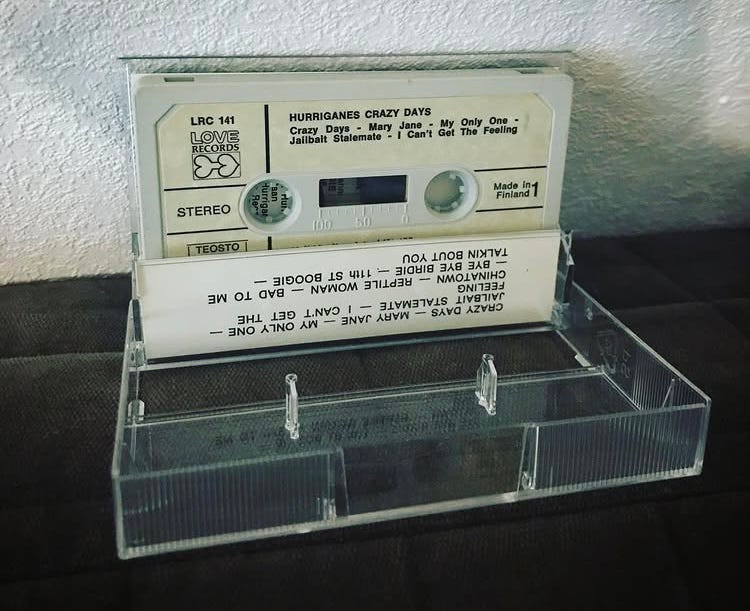 LRC 141
LOVE
RECORDS
STEREO
HURRIGANES CRAZY DAYS
Crazy Days - Mary Jane - My Only One -
Jailbait Stalemate - I Can't Get The Feeling
100 50 0
Made in
Finland 1
TEOSTO
CRAZY DAYS — MARY JANE — MY ONLY ONE —
JAILBAIT STALEMATE — I CAN'T GET THE
FEELING
CHINATOWN — REPTILE WOMAN — BAD TO ME
— BYE BYE BIRDIE — 11th ST BOOGIE —
TALKIN BOUT YOU